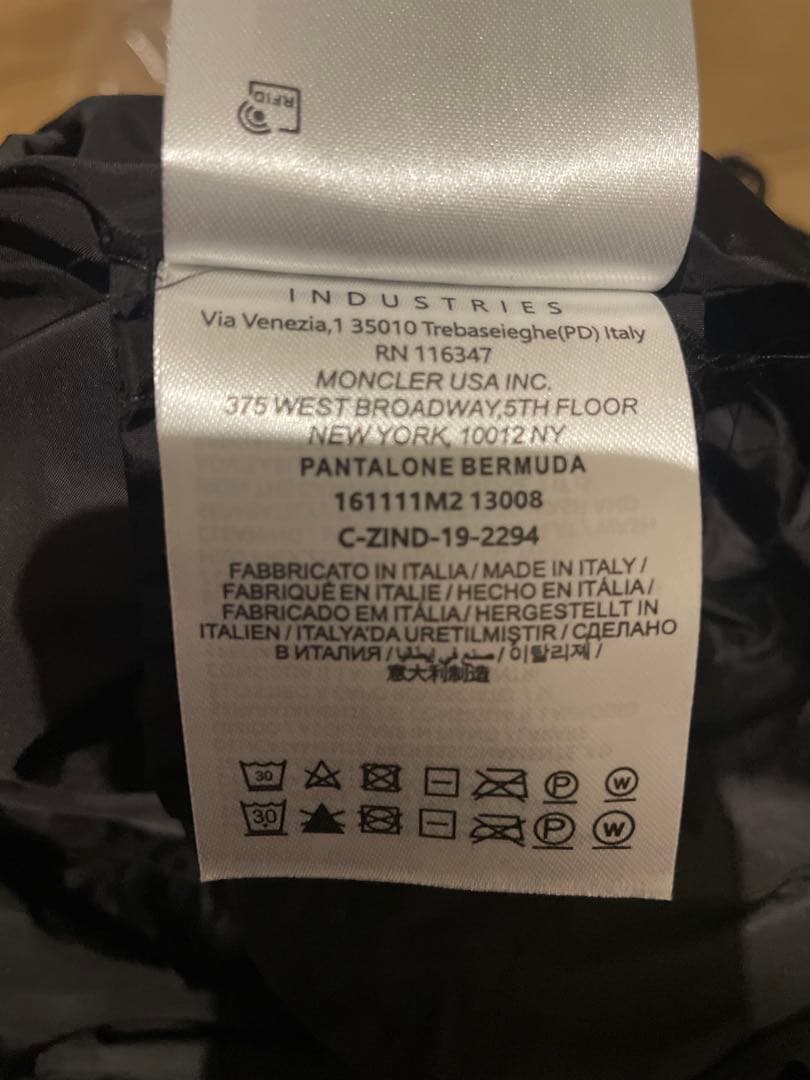 RFID
INDUSTRIES
Via Venezia,1 35010 Trebaseieghe(PD) Italy
RN 116347
MONCLER USA INC.
375 WEST BROADWAY,5TH FLOOR
NEW YORK, 10012 NY
PANTALONE BERMUDA
161111M2 13008
C-ZIND-19-2294
FABBRICATO IN ITALIA / MADE IN ITALY /
FABRIQUÉ EN ITALIE / HECHO EN ITÁLIA /
FABRICADO EM ITÁLIA / HERGESTELLT IN
ITALIEN / ITALYA'DA URETILMIŞTIR / СДЕЛАНО
В ИТАЛИЯ / صنع في إيطاليا / 이탈리제 /
意大利制造
30 P W
30 P W